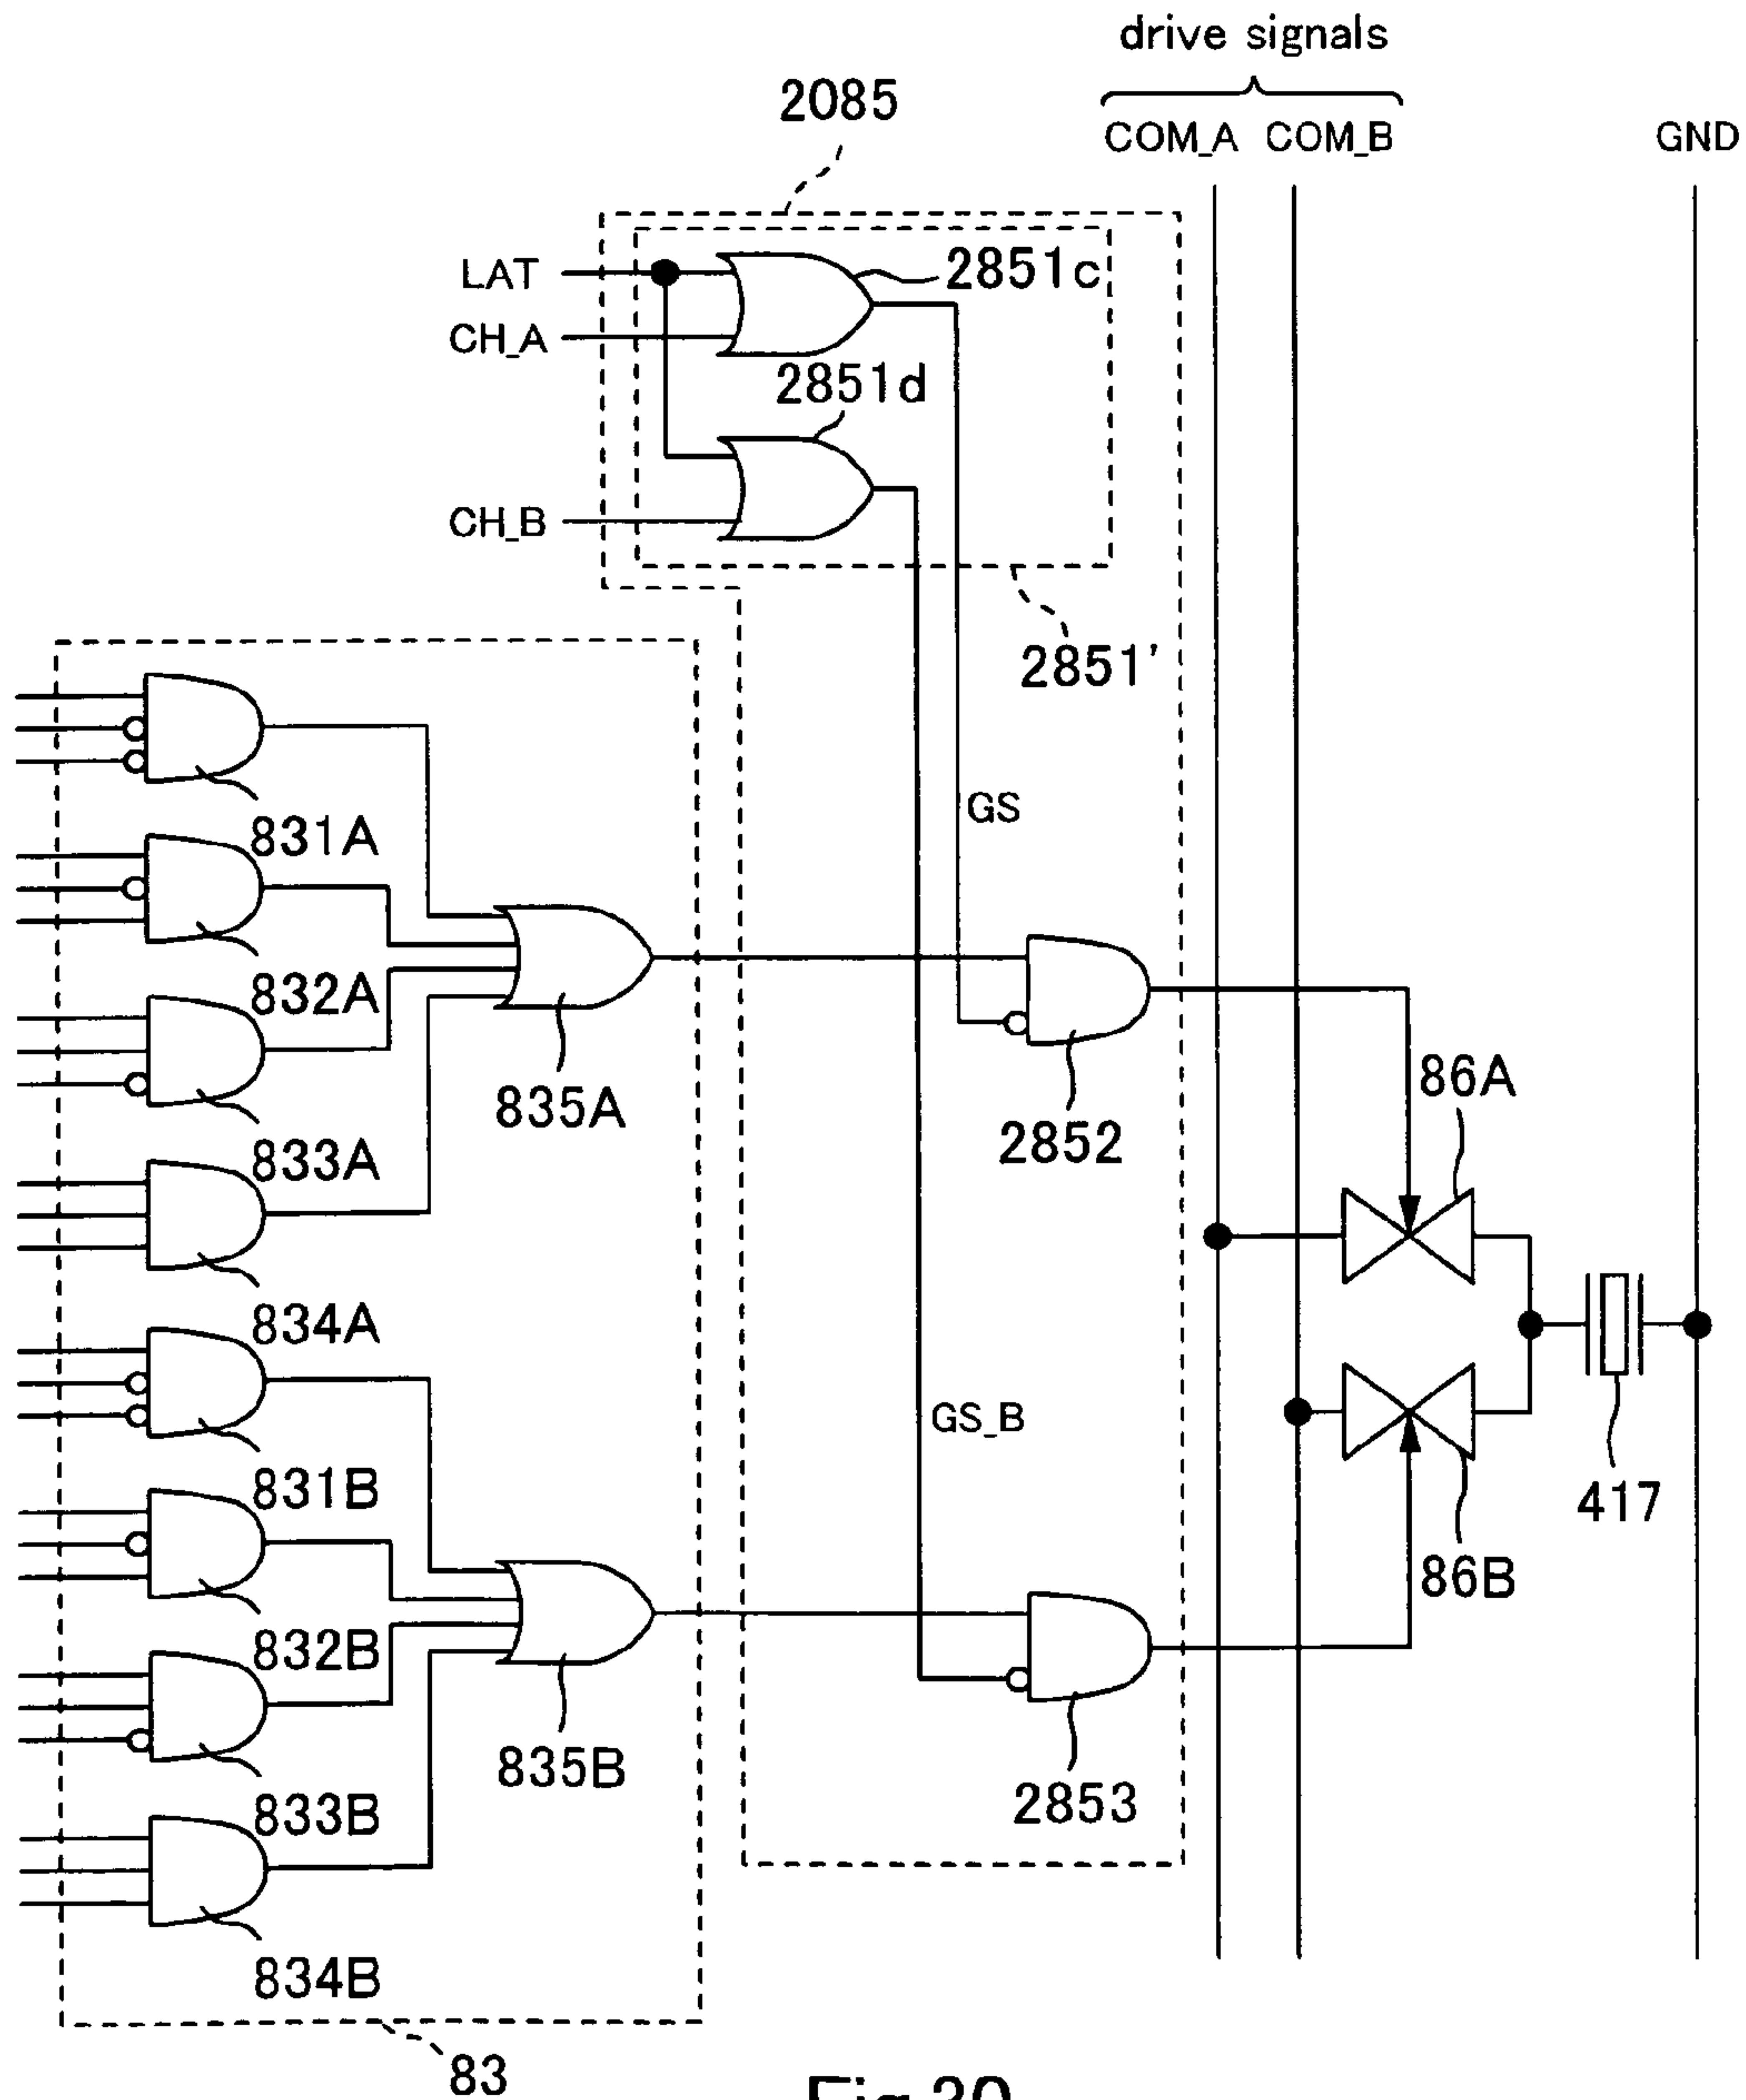 drive signals
2085
COM_A COM_B GND
LAT
2851c
CH_A
2851d
CH_B
2851'
GS
831A
832A
835A
86A
2852
833A
834A
GS_B
831B
417
86B
832B
835B
2853
833B
834B
83